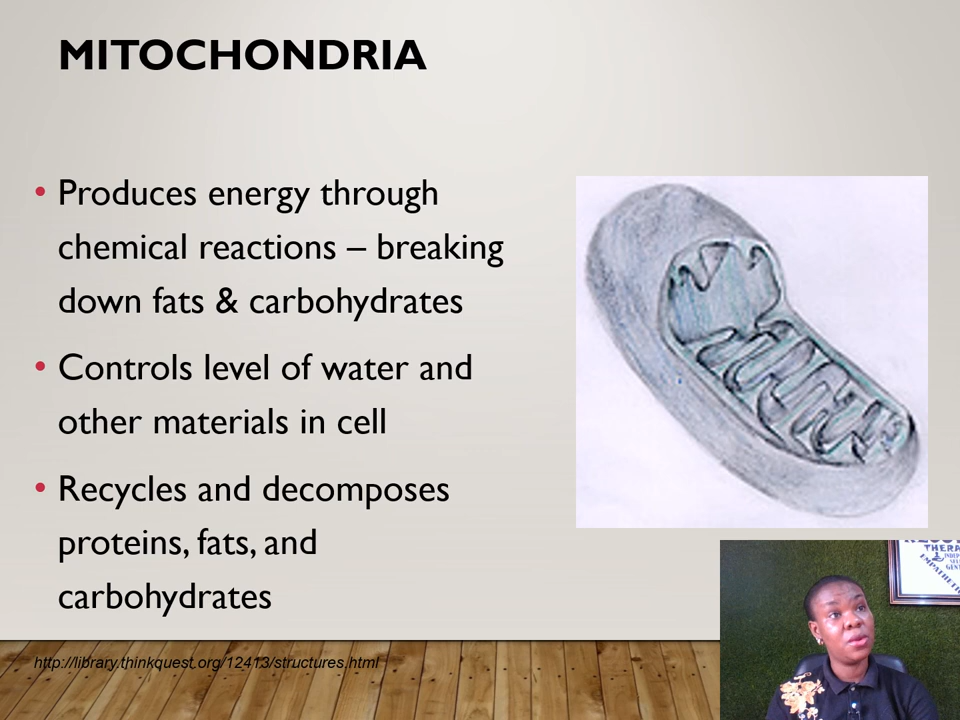 MITOCHONDRIA
• Produces energy through
chemical reactions – breaking
down fats & carbohydrates
• Controls level of water and
other materials in cell
• Recycles and decomposes
proteins, fats, and
carbohydrates
http://library.thinkquest.org/12413/structures.html
THERA